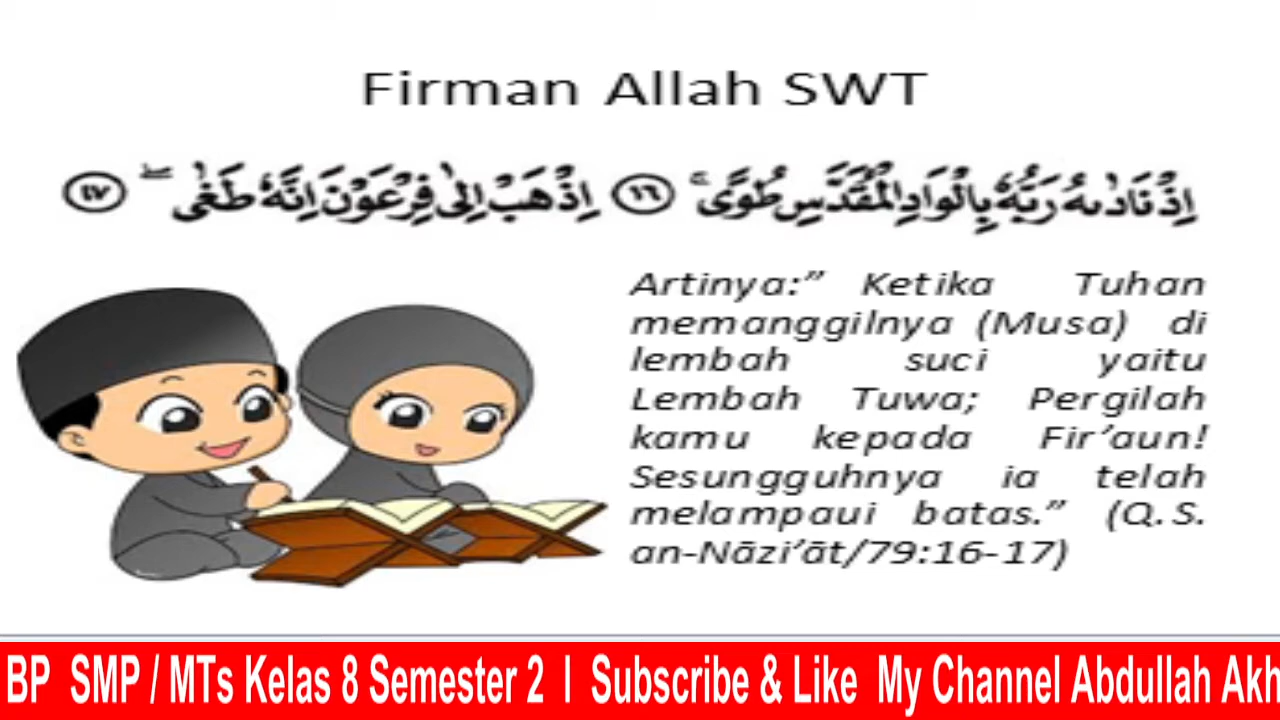 Firman Allah SWT
اِذْ نَادٰىهُ رَبُّهٗ بِالْوَادِ الْمُقَدَّسِ طُوًىۚ ١٦ اِذْهَبْ اِلٰى فِرْعَوْنَ اِنَّهٗ طَغٰىۖ ١٧
Artinya:” Ketika Tuhan
memanggilnya (Musa) di
lembah suci yaitu
Lembah Tuwa; Pergilah
kamu kepada Fir’aun!
Sesungguhnya ia telah
melampaui batas.” (Q.S.
an-Nāzi’āt/79:16-17)
BP SMP / MTs Kelas 8 Semester 2 I Subscribe & Like My Channel Abdullah Akh